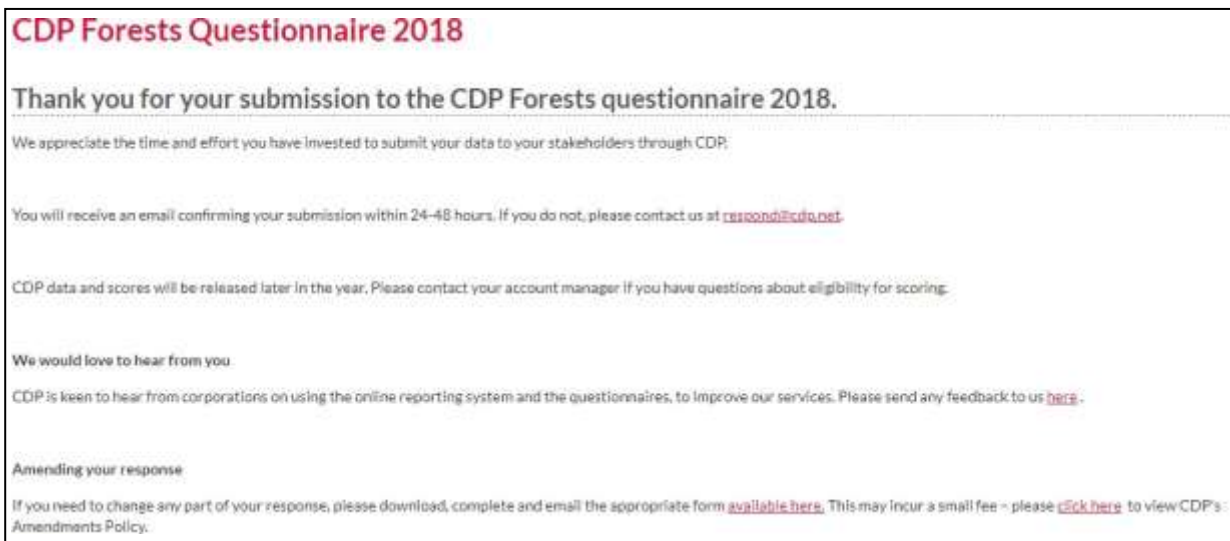 CDP Forests Questionnaire 2018
Thank you for your submission to the CDP Forests questionnaire 2018.
We appreciate the time and effort you have invested to submit your data to your stakeholders through CDP.
You will receive an email confirming your submission within 24-48 hours. If you do not, please contact us at respond@cdp.net.
CDP data and scores will be released later in the year. Please contact your account manager if you have questions about eligibility for scoring.
We would love to hear from you
CDP is keen to hear from corporations on using the online reporting system and the questionnaires, to improve our services. Please send any feedback to us here .
Amending your response
If you need to change any part of your response, please download, complete and email the appropriate form available here. This may incur a small fee – please click here to view CDP's
Amendments Policy.